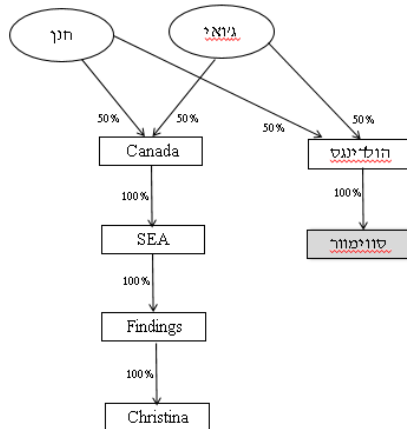 חנן
ג'ואי
50%
50%
50%
50%
Canada
הולדינגס
100%
100%
SEA
סווימוור
100%
Findings
100%
Christina